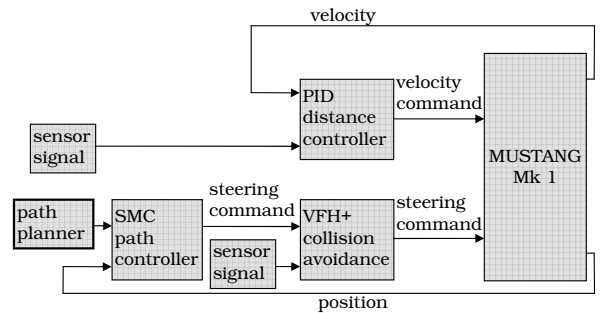 velocity
PID
distance
controller
velocity
command
sensor
signal
MUSTANG
Mk 1
path
planner
SMC
path
controller
steering
command
sensor
signal
VFH+
collision
avoidance
steering
command
position